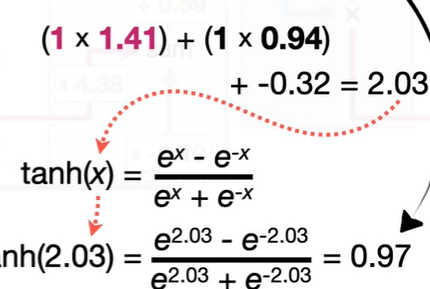 (1 × 1.41) + (1 × 0.94)
+ -0.32 = 2.03
tanh(x) = (e^x - e^-x) / (e^x + e^-x)
nh(2.03) = (e^2.03 - e^-2.03) / (e^2.03 + e^-2.03) = 0.97